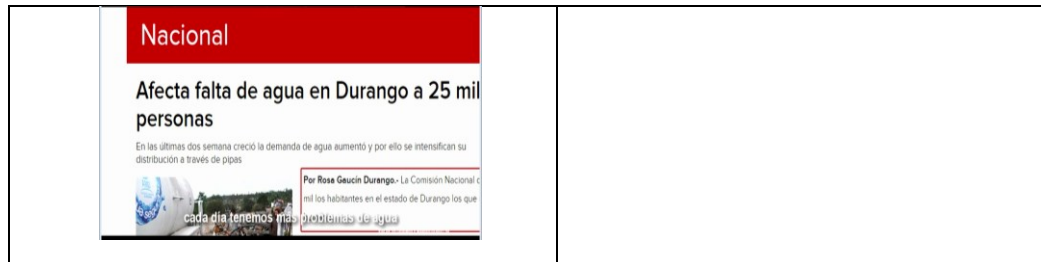 Nacional
Afecta falta de agua en Durango a 25 mil
personas
En las últimas dos semana creció la demanda de agua aumentó y por ello se intensifican su
distribución a través de pipas
Por Rosa Gaucín Durango.- La Comisión Nacional
mil los habitantes en el estado de Durango los que
cada día tenemos más problemas de agua